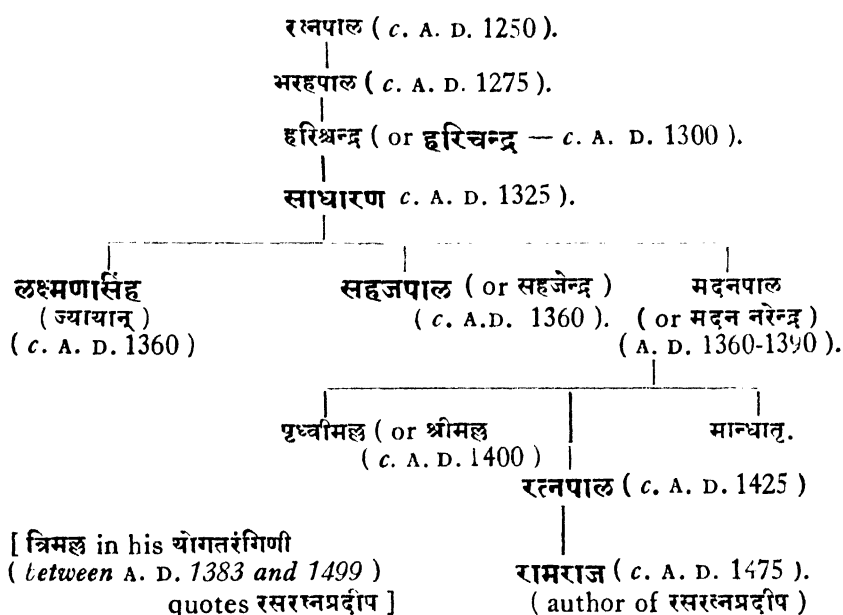 रत्नपाल ( c. A. D. 1250 ).
भरहपाल ( c. A. D. 1275 ).
हरिश्चन्द्र ( or हरिचन्द्र — c. A. D. 1300 ).
साधारण c. A. D. 1325 ).
लक्ष्मणसिंह
( ज्यायान् )
( c. A. D. 1360 )
सहजपाल ( or सहजेन्द्र )
( c. A.D. 1360 ).
मदनपाल
( or मदन नरेन्द्र )
( A. D. 1360-1390 ).
पृथ्वीमल्ल ( or श्रीमल्ल
( c. A. D. 1400 )
मान्धातृ.
रत्नपाल ( c. A. D. 1425 )
रामराज ( c. A. D. 1475 ).
( author of रसरत्नप्रदीप )
[ त्रिमल्ल in his योगतरंगिणी
( between A. D. 1383 and 1499 )
quotes रसरत्नप्रदीप ]